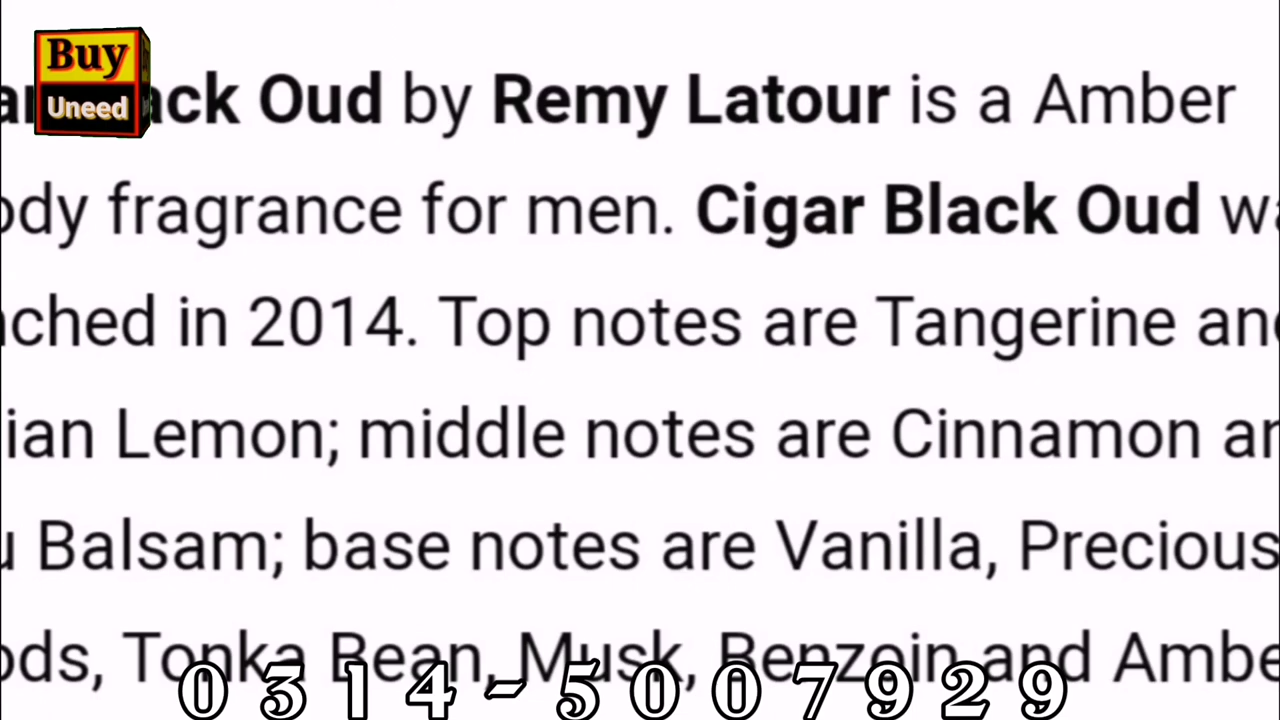 Buy
Uneed
ack Oud by Remy Latour is a Amber
ody fragrance for men. Cigar Black Oud wa
ched in 2014. Top notes are Tangerine and
ian Lemon; middle notes are Cinnamon an
u Balsam; base notes are Vanilla, Precious
ods, Tonka Bean, Musk, Benzoin and Ambe
0314-5007929